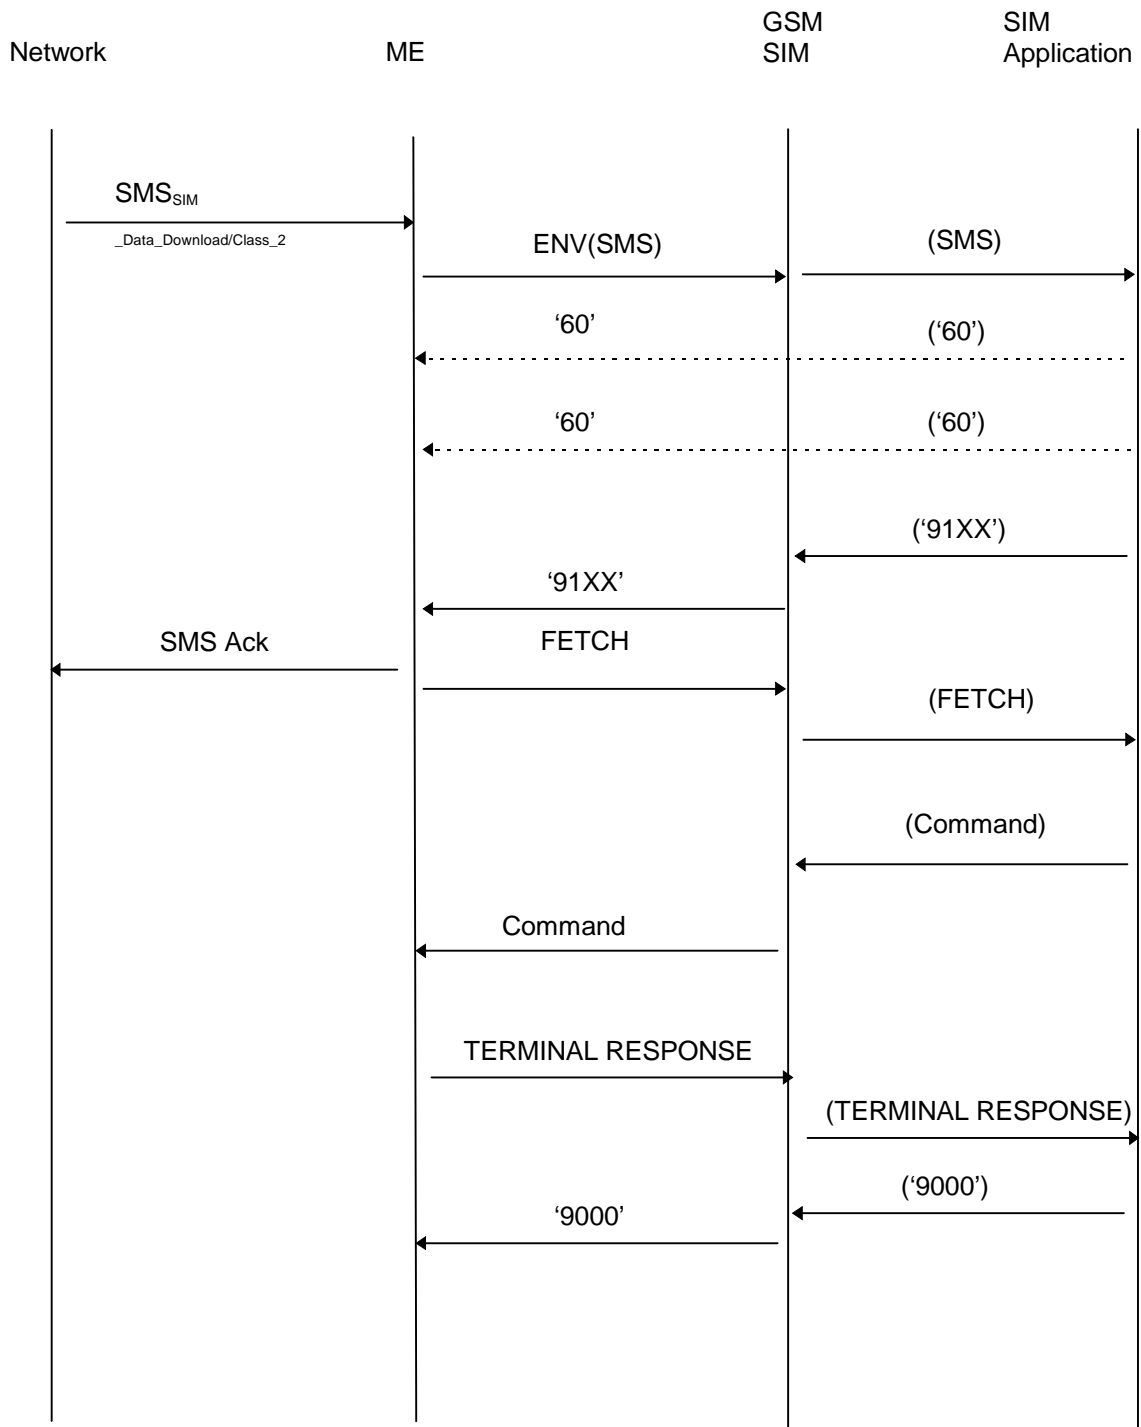 Network
ME
GSM
SIM
SIM
Application
SMSSIM
_Data_Download/Class_2
ENV(SMS)
(SMS)
‘60’
(‘60’)
‘60’
(‘60’)
(‘91XX’)
‘91XX’
SMS Ack
FETCH
(FETCH)
(Command)
Command
TERMINAL RESPONSE
(TERMINAL RESPONSE)
(‘9000’)
‘9000’